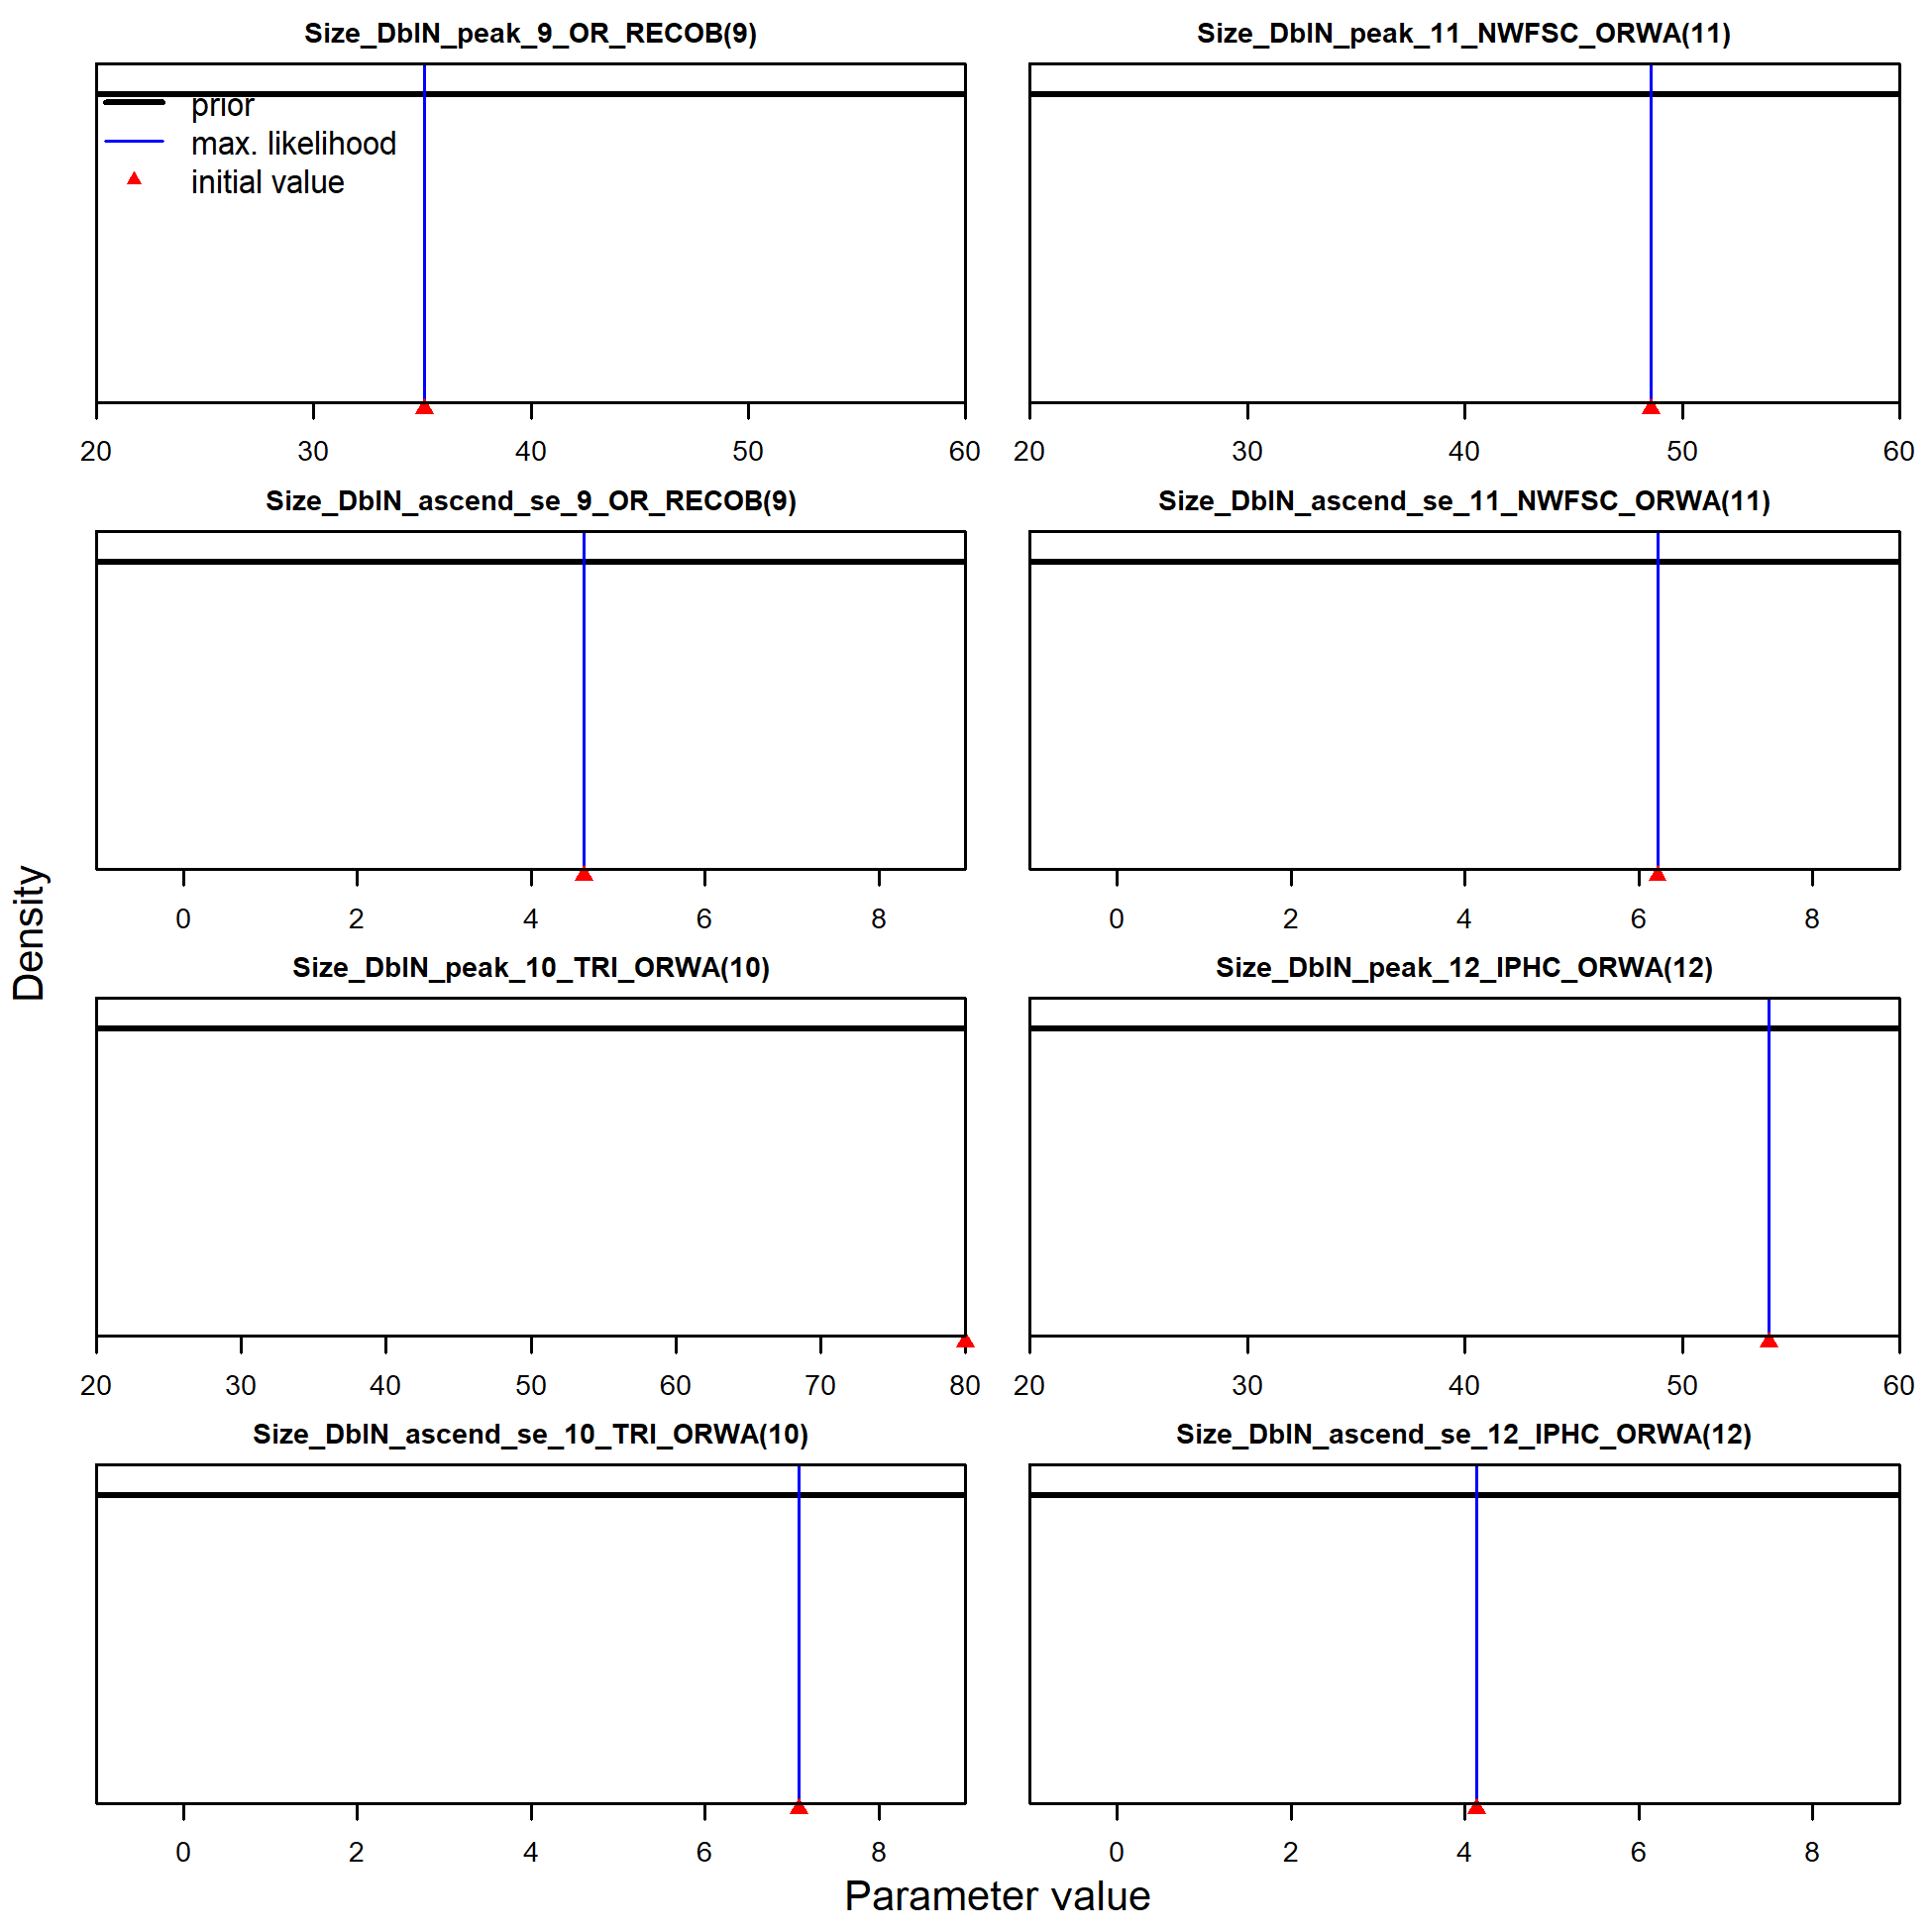 Size_DblN_peak_9_OR_RECOB(9)
prior
max. likelihood
initial value
20 30 40 50 60
Size_DblN_peak_11_NWFSC_ORWA(11)
20 30 40 50 60
Size_DblN_ascend_se_9_OR_RECOB(9)
0 2 4 6 8
Size_DblN_ascend_se_11_NWFSC_ORWA(11)
0 2 4 6 8
Density
Size_DblN_peak_10_TRI_ORWA(10)
20 30 40 50 60 70 80
Size_DblN_peak_12_IPHC_ORWA(12)
20 30 40 50 60
Size_DblN_ascend_se_10_TRI_ORWA(10)
0 2 4 6 8
Size_DblN_ascend_se_12_IPHC_ORWA(12)
0 2 4 6 8
Parameter value